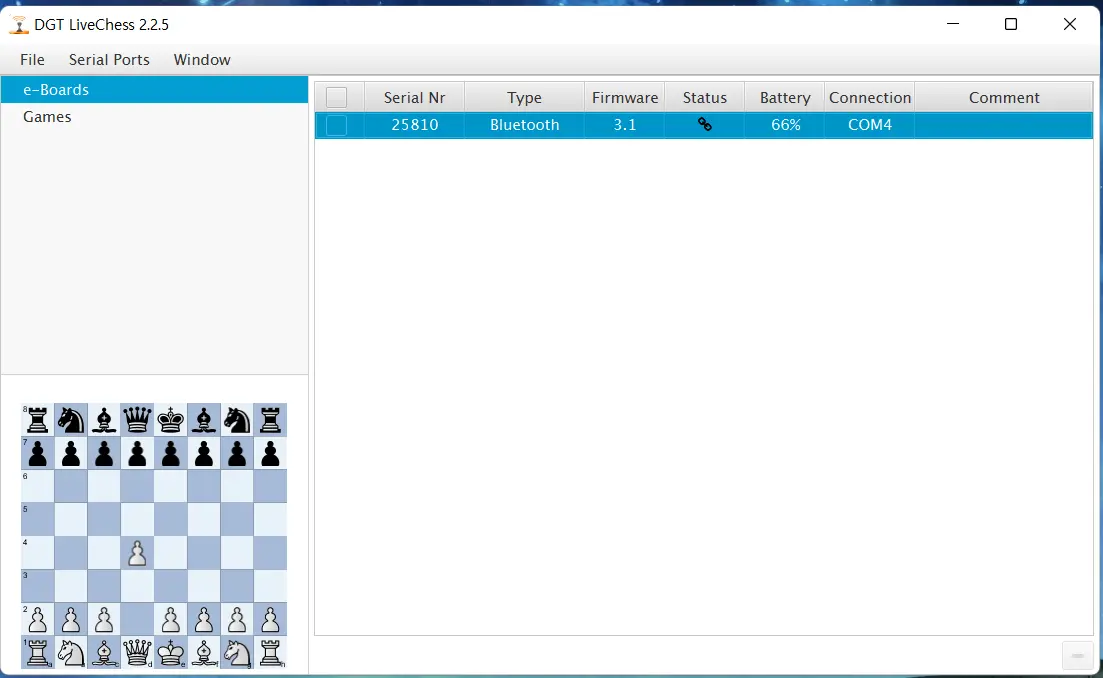 DGT LiveChess 2.2.5
File Serial Ports Window
e-Boards
Games
Serial Nr Type Firmware Status Battery Connection Comment
25810 Bluetooth 3.1 66% COM4
8
7
6
5
4
3
2
1 a c d e f g h